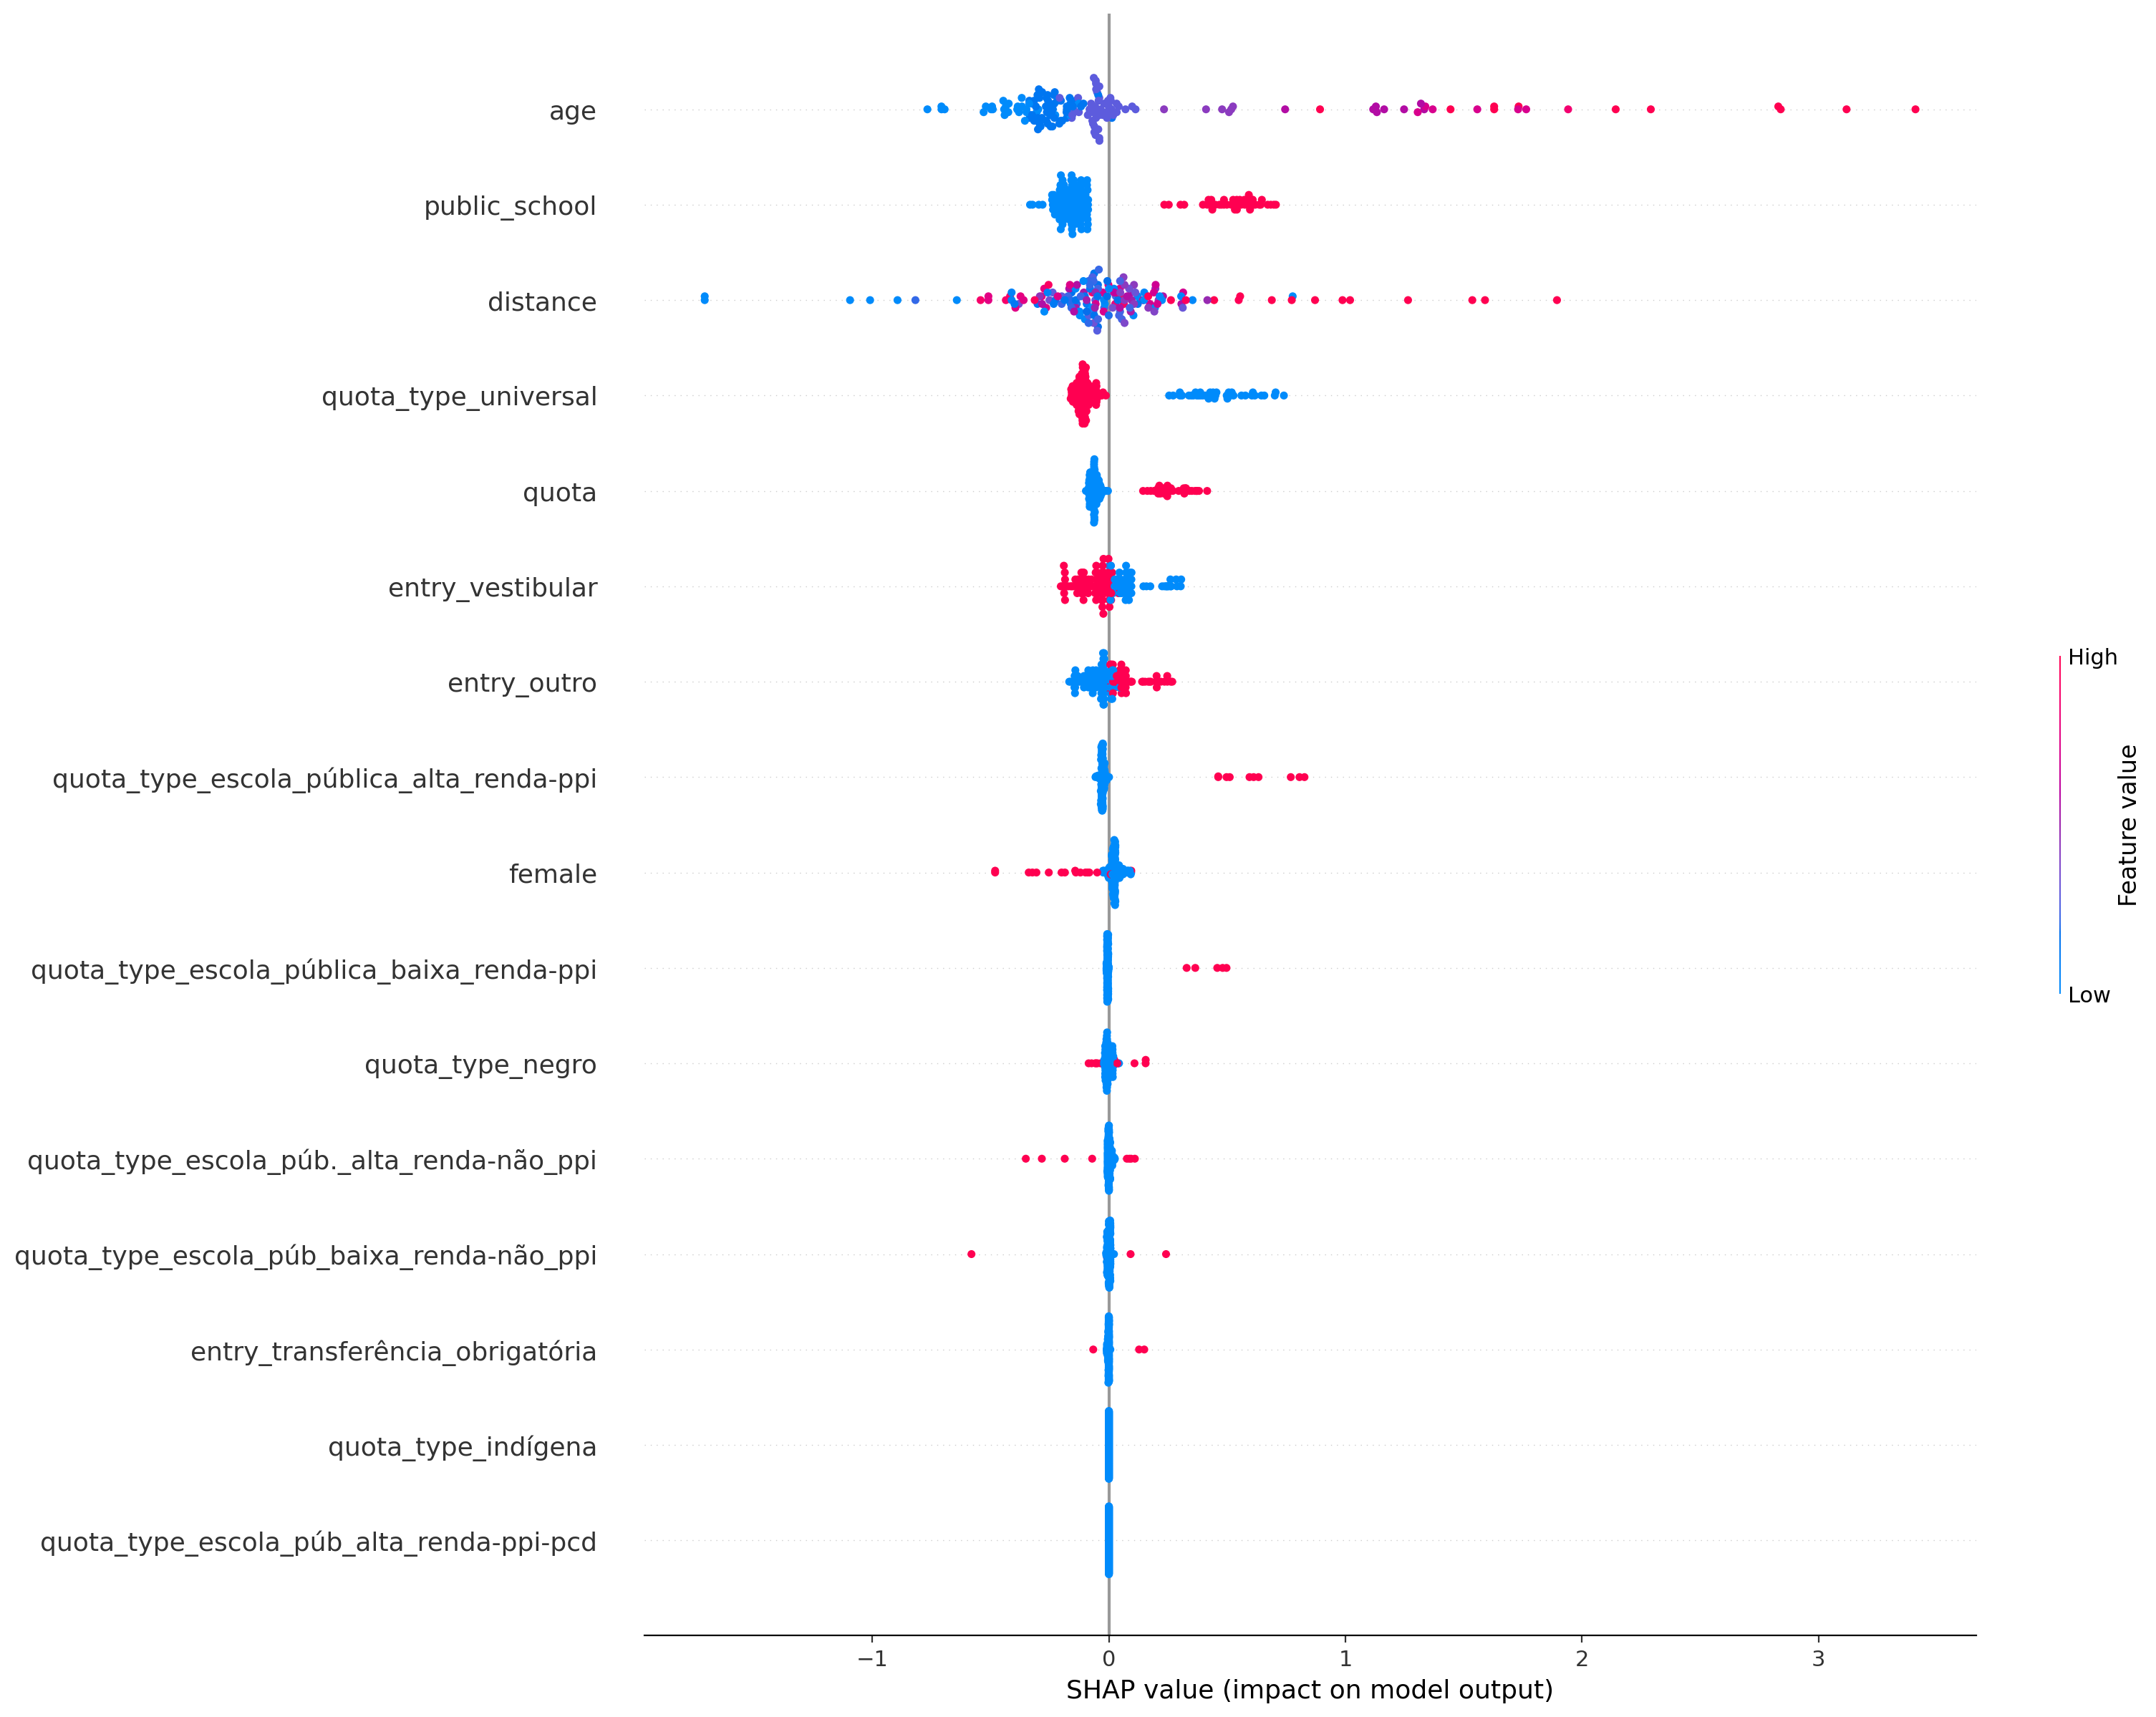 age
public_school
distance
quota_type_universal
quota
entry_vestibular
entry_outro
quota_type_escola_pública_alta_renda-ppi
female
quota_type_escola_pública_baixa_renda-ppi
quota_type_negro
quota_type_escola_púb._alta_renda-não_ppi
quota_type_escola_púb_baixa_renda-não_ppi
entry_transferência_obrigatória
quota_type_indígena
quota_type_escola_púb_alta_renda-ppi-pcd
−1 0 1 2 3
SHAP value (impact on model output)
High
Feature value
Low